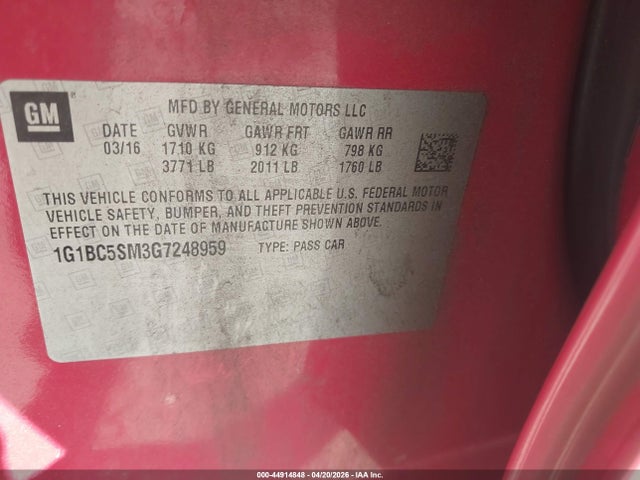 GM
MFD BY GENERAL MOTORS LLC
DATE GVWR GAWR FRT GAWR RR
03/16 1710 KG 912 KG 798 KG
3771 LB 2011 LB 1760 LB
THIS VEHICLE CONFORMS TO ALL APPLICABLE U.S. FEDERAL MOTOR
VEHICLE SAFETY, BUMPER, AND THEFT PREVENTION STANDARDS IN
EFFECT ON THE DATE OF MANUFACTURE SHOWN ABOVE.
1G1BC5SM3G7248959 TYPE: PASS CAR
000-44914848 - 04/20/2026 - IAA Inc.